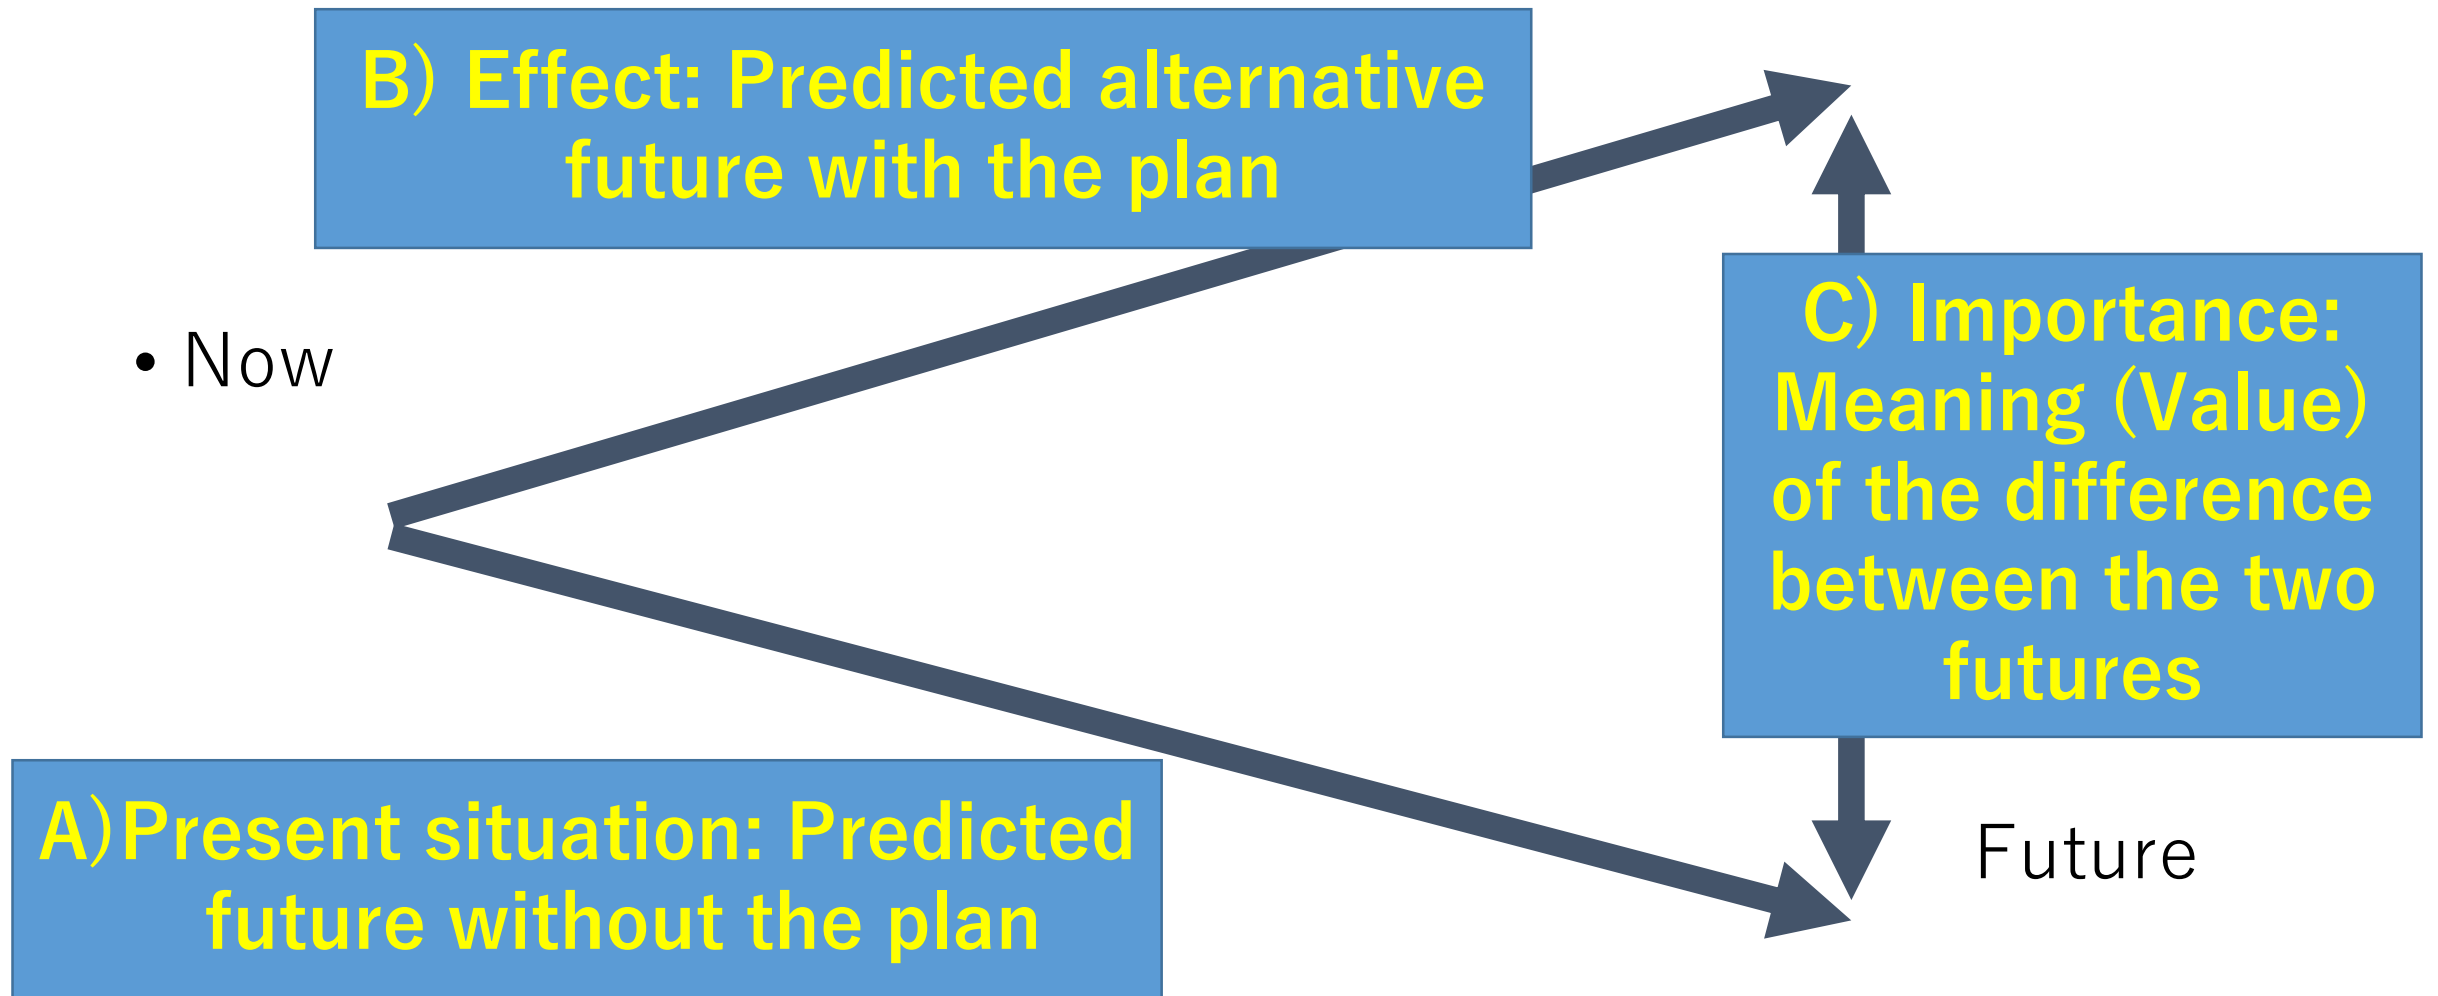 B) Effect: Predicted alternative
future with the plan
• Now
C) Importance:
Meaning (Value)
of the difference
between the two
futures
A)Present situation: Predicted
future without the plan
Future